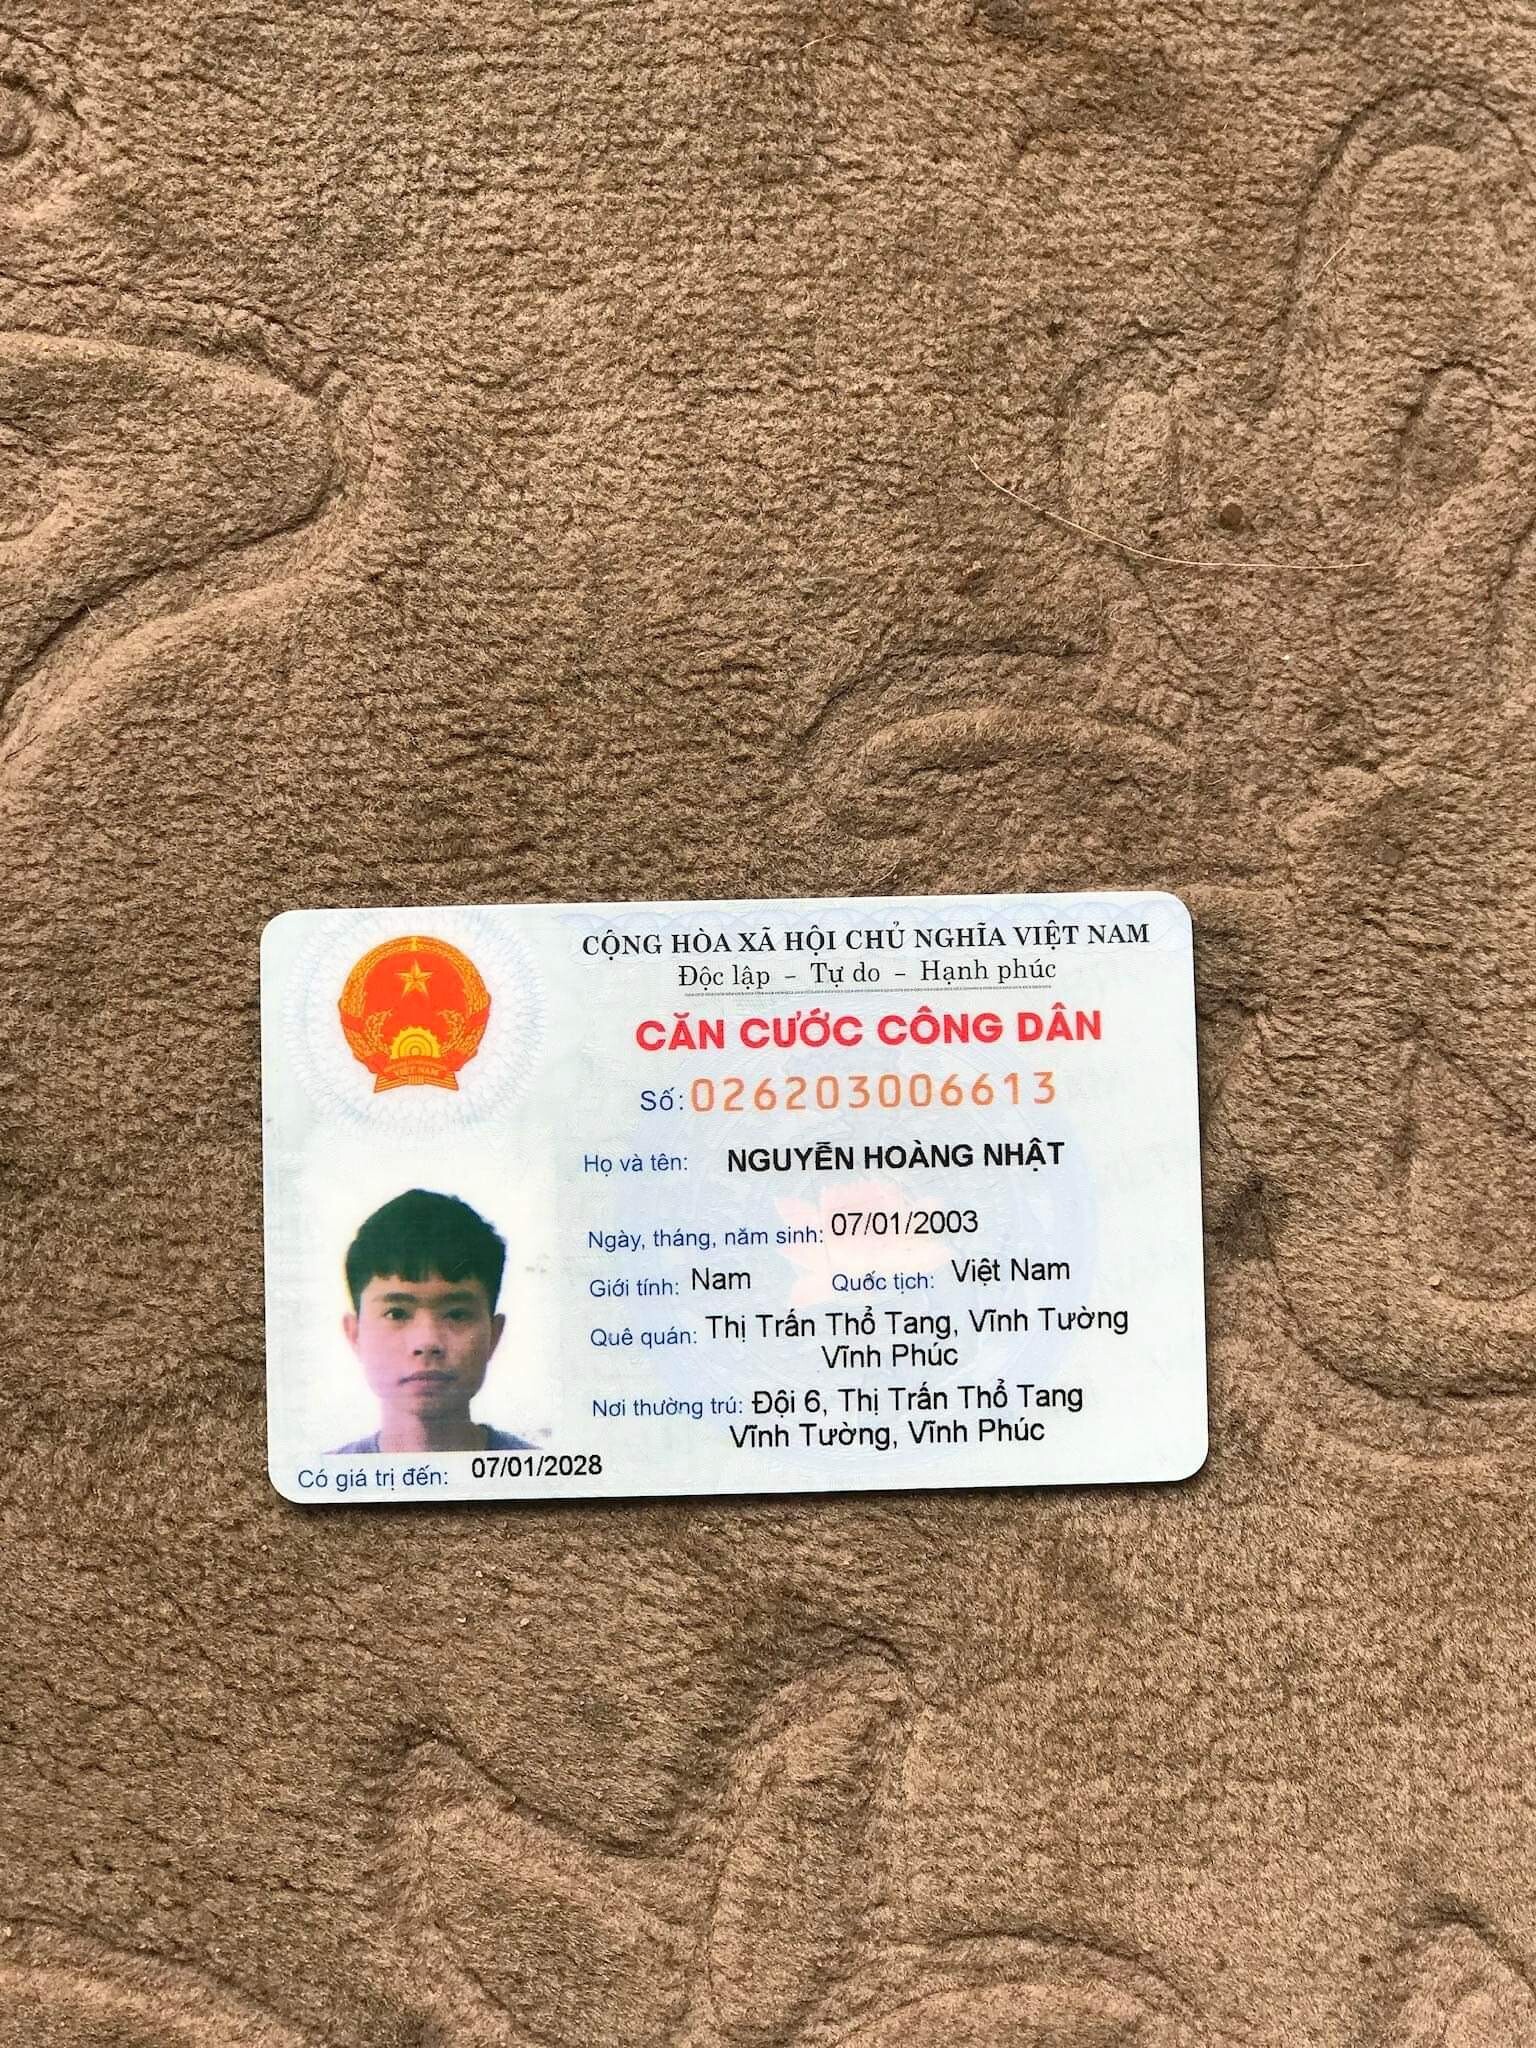 CỘNG HÒA XÃ HỘI CHỦ NGHĨA VIỆT NAM
Độc lập - Tự do - Hạnh phúc
CĂN CƯỚC CÔNG DÂN
Số: 026203006613
Họ và tên: NGUYỄN HOÀNG NHẬT
Ngày, tháng, năm sinh: 07/01/2003
Giới tính: Nam Quốc tịch: Việt Nam
Quê quán: Thị Trấn Thổ Tang, Vĩnh Tường
Vĩnh Phúc
Nơi thường trú: Đội 6, Thị Trấn Thổ Tang
Vĩnh Tường, Vĩnh Phúc
Có giá trị đến: 07/01/2028
VIỆT NAM